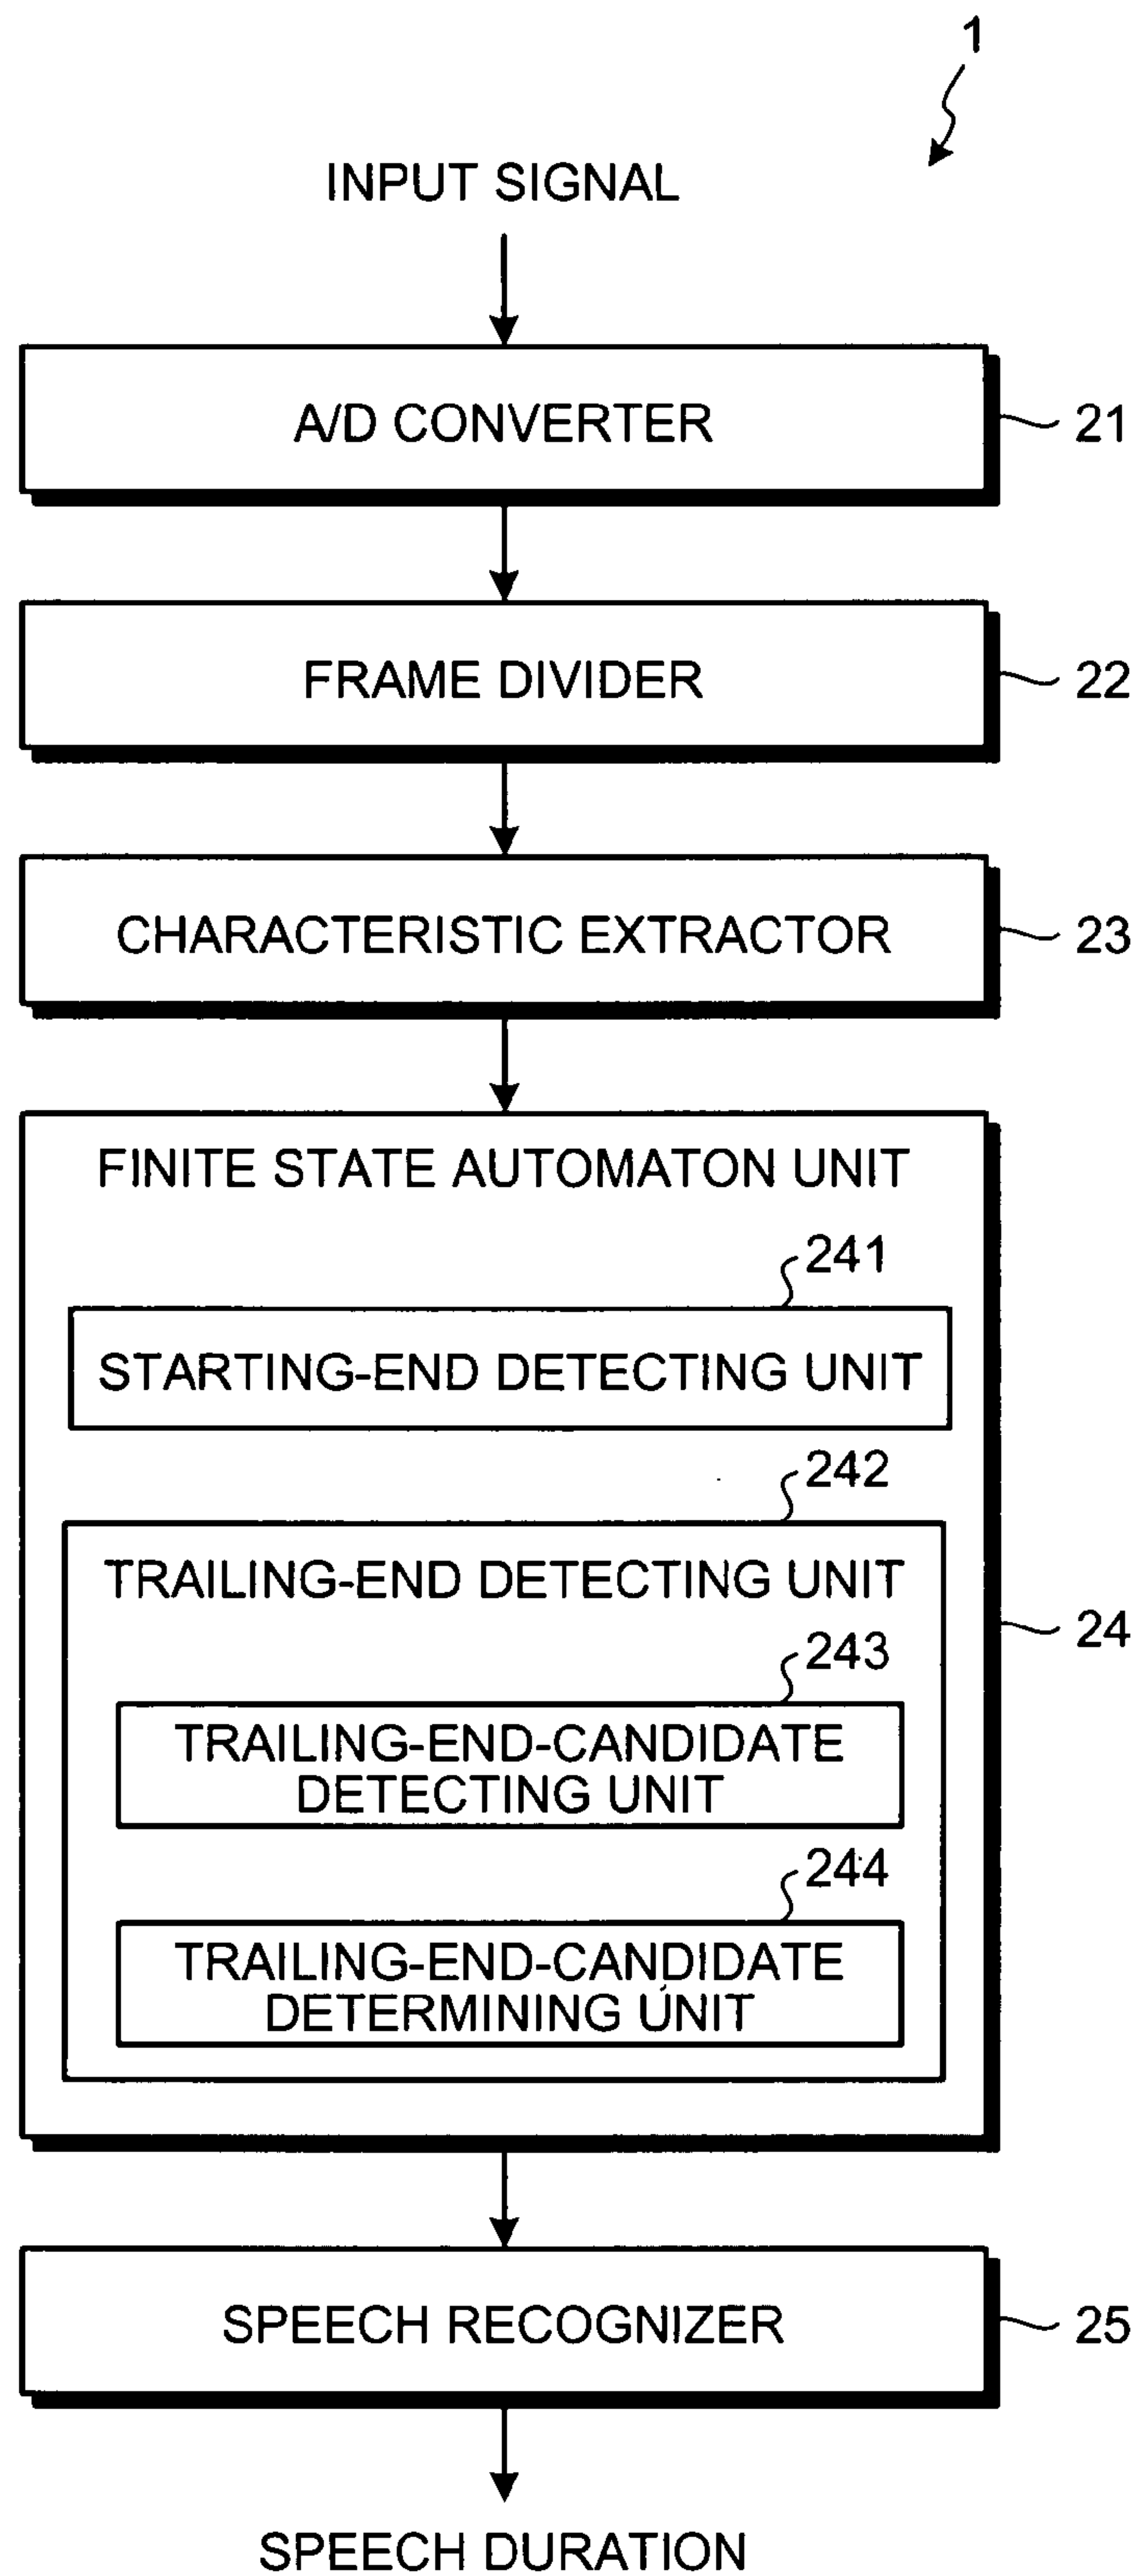 1
INPUT SIGNAL
A/D CONVERTER
21
FRAME DIVIDER
22
CHARACTERISTIC EXTRACTOR
23
FINITE STATE AUTOMATON UNIT
241
STARTING-END DETECTING UNIT
242
TRAILING-END DETECTING UNIT
24
243
TRAILING-END-CANDIDATE
DETECTING UNIT
244
TRAILING-END-CANDIDATE
DETERMINING UNIT
SPEECH RECOGNIZER
25
SPEECH DURATION